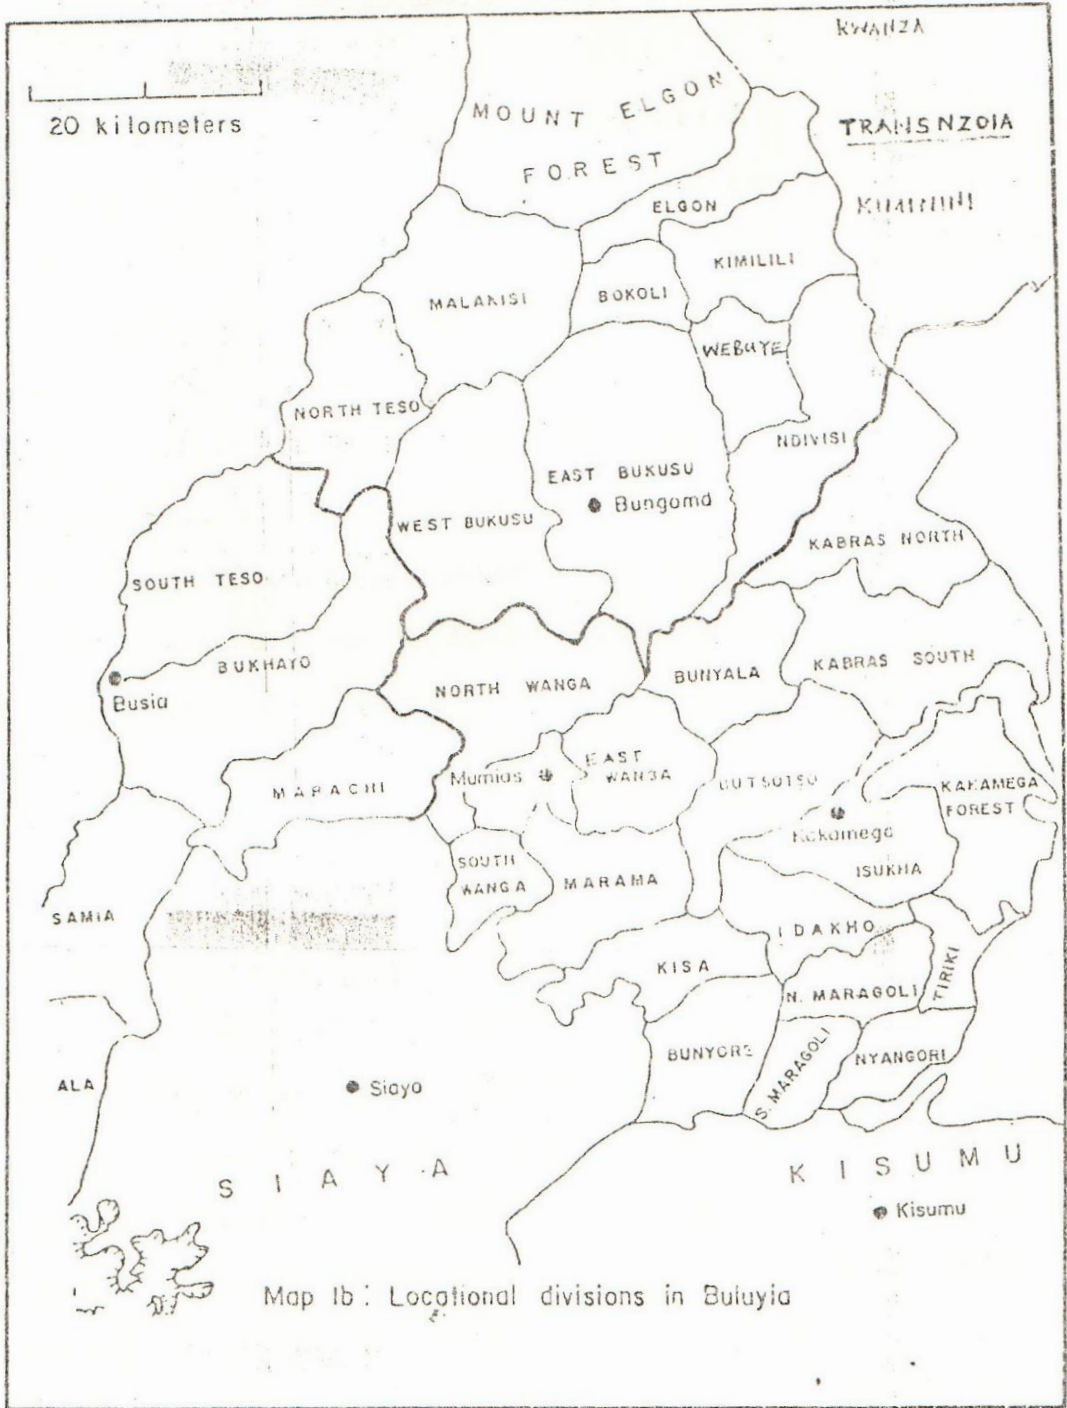 KWANZA
20 kilometers
MOUNT ELGON
FOREST
TRANSNZOIA
KIMININI
ELGON
KIMILILI
BOKOLI
MALAKISI
WEBUYE
NORTH TESO
NDIVISI
EAST BUKUSU
Bungoma
WEST BUKUSU
KABRAS NORTH
SOUTH TESO
BUKHAYO
Busia
NORTH WANGA
BUNYALA
KABRAS SOUTH
MARACHI
Mumias
EAST
WANGA
BUTSOTSO
KAKAMEGA
FOREST
Kakamega
SOUTH
WANGA
MARAMA
ISUKHA
SAMIA
IDAKHO
KISA
TIRIKI
N. MARAGOLI
BUNYORE
S. MARAGOLI
NYANGORI
ALA
Siaya
SIAYA
KISUMU
Kisumu
Map 1b: Locational divisions in Buluyia